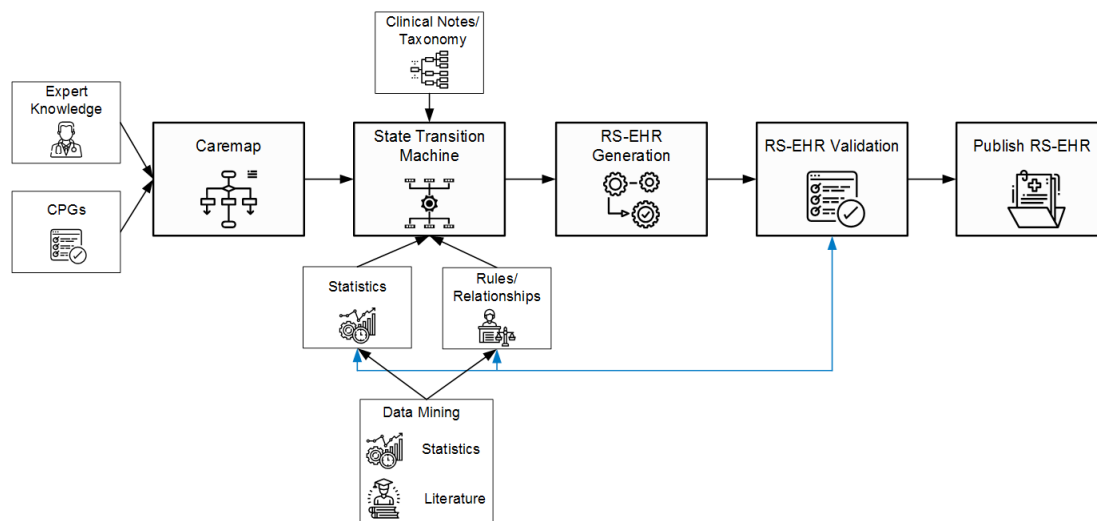 Clinical Notes/
Taxonomy
Expert
Knowledge
CPGs
Caremap
State Transition
Machine
RS-EHR
Generation
RS-EHR Validation
Publish RS-EHR
Statistics
Rules/
Relationships
Data Mining
Statistics
Literature